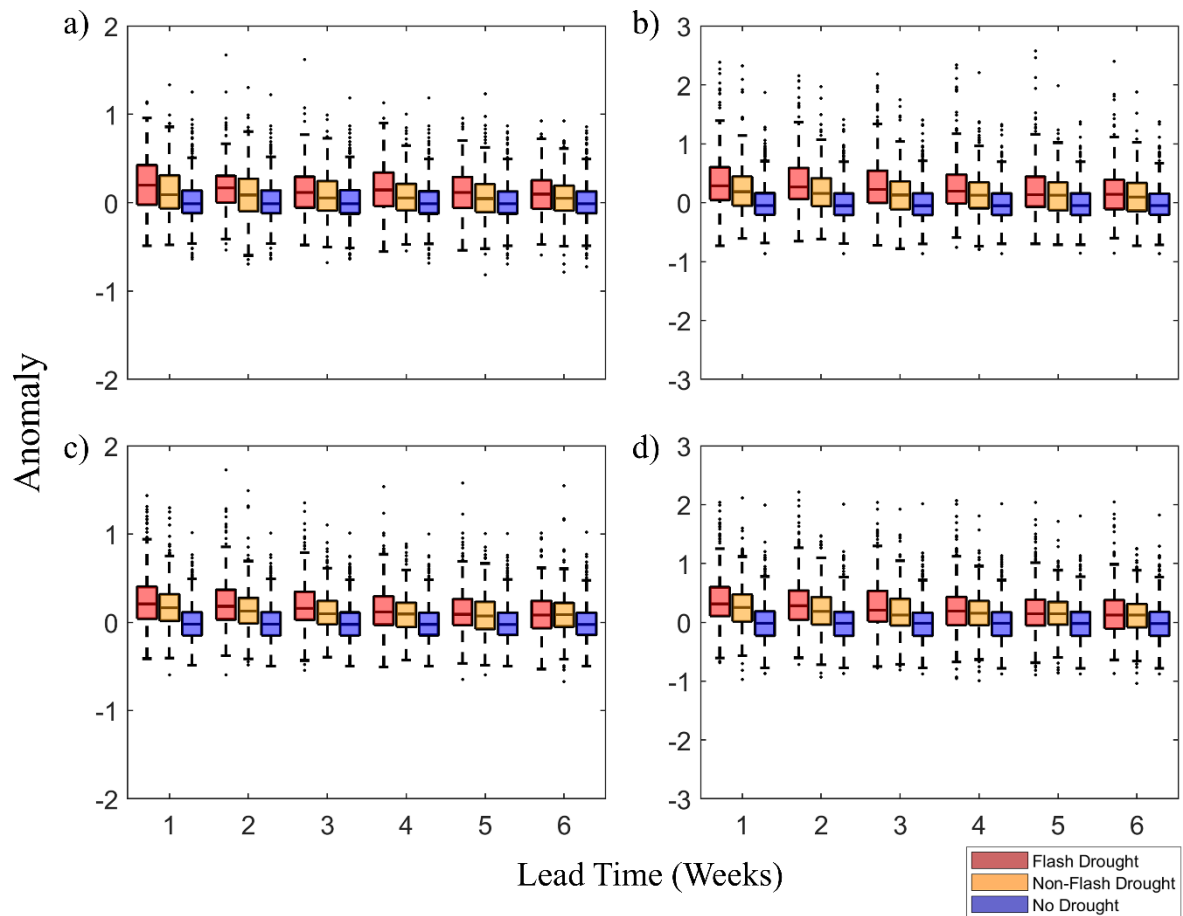 a)
2
1
0
-1
-2
b)
3
2
1
0
-1
-2
-3
Anomaly
c)
2
1
0
-1
-2
1 2 3 4 5 6
d)
3
2
1
0
-1
-2
-3
1 2 3 4 5 6
Lead Time (Weeks)
Flash Drought
Non-Flash Drought
No Drought